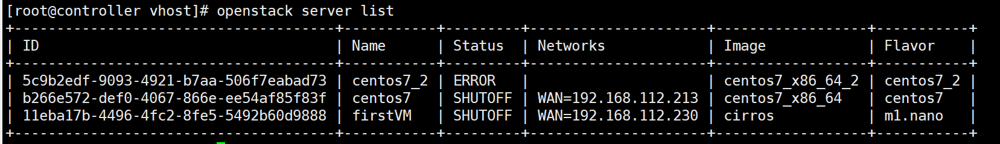 [root@controller vhost]# openstack server list
+--------------------------------------+-----------+---------+---------------------+------------------+-----------+
| ID                                   | Name      | Status  | Networks            | Image            | Flavor    |
+--------------------------------------+-----------+---------+---------------------+------------------+-----------+
| 5c9b2edf-9093-4921-b7aa-506f7eabad73 | centos7_2 | ERROR   |                     | centos7_x86_64_2 | centos7_2 |
| b266e572-def0-4067-866e-ee54af85f83f | centos7   | SHUTOFF | WAN=192.168.112.213 | centos7_x86_64   | centos7   |
| 11eba17b-4496-4fc2-8fe5-5492b60d9888 | firstVM   | SHUTOFF | WAN=192.168.112.230 | cirros           | m1.nano   |
+--------------------------------------+-----------+---------+---------------------+------------------+-----------+